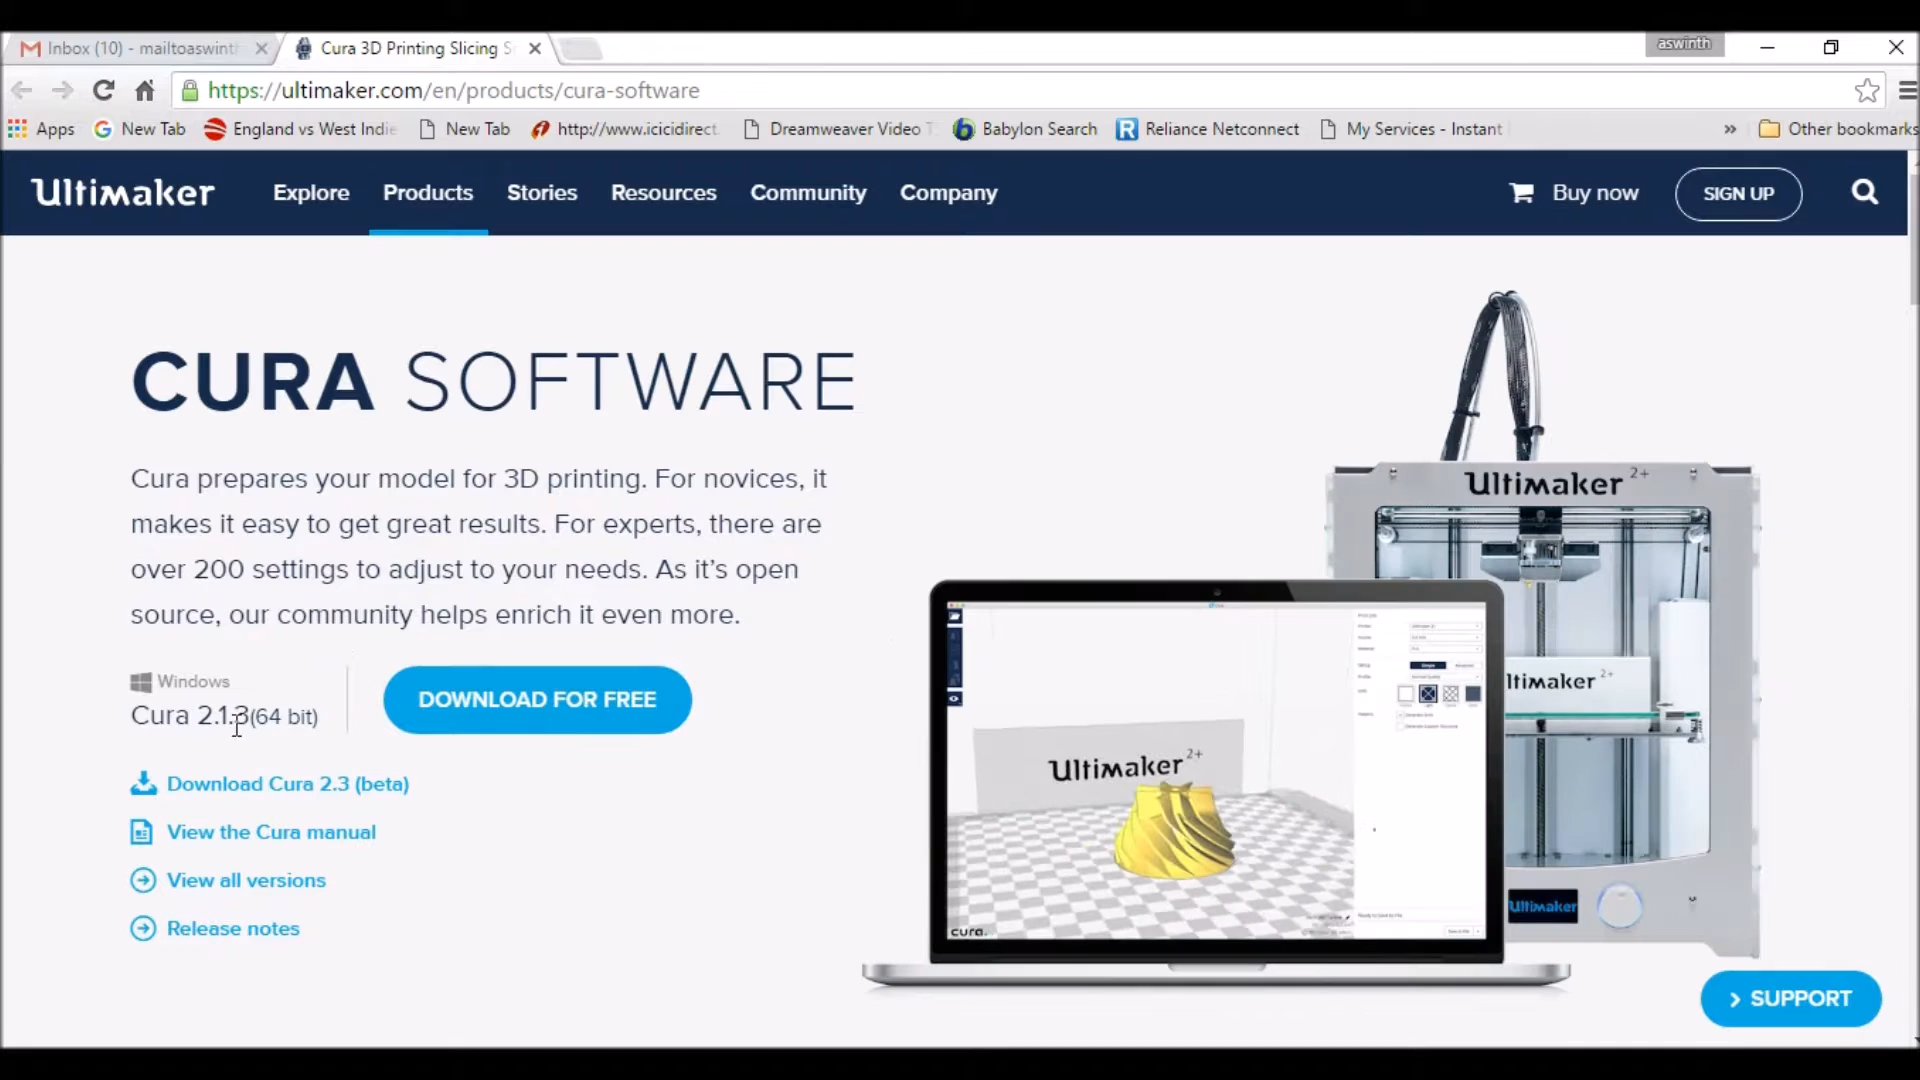 Inbox (10) - mailtoaswinth
Cura 3D Printing Slicing S
aswinth
https://ultimaker.com/en/products/cura-software
Apps
New Tab
England vs West Indie
New Tab
http://www.icicidirect.
Dreamweaver Video T
Babylon Search
Reliance Netconnect
My Services - Instant
»
Other bookmarks
Ultimaker
Explore
Products
Stories
Resources
Community
Company
Buy now
SIGN UP
CURA SOFTWARE
Cura prepares your model for 3D printing. For novices, it
makes it easy to get great results. For experts, there are
over 200 settings to adjust to your needs. As it’s open
source, our community helps enrich it even more.
Windows
Cura 2.1.3(64 bit)
DOWNLOAD FOR FREE
Download Cura 2.3 (beta)
View the Cura manual
View all versions
Release notes
Ultimaker 2+
ltimaker 2+
Ultimaker
Ultimaker 2+
cura.
SUPPORT